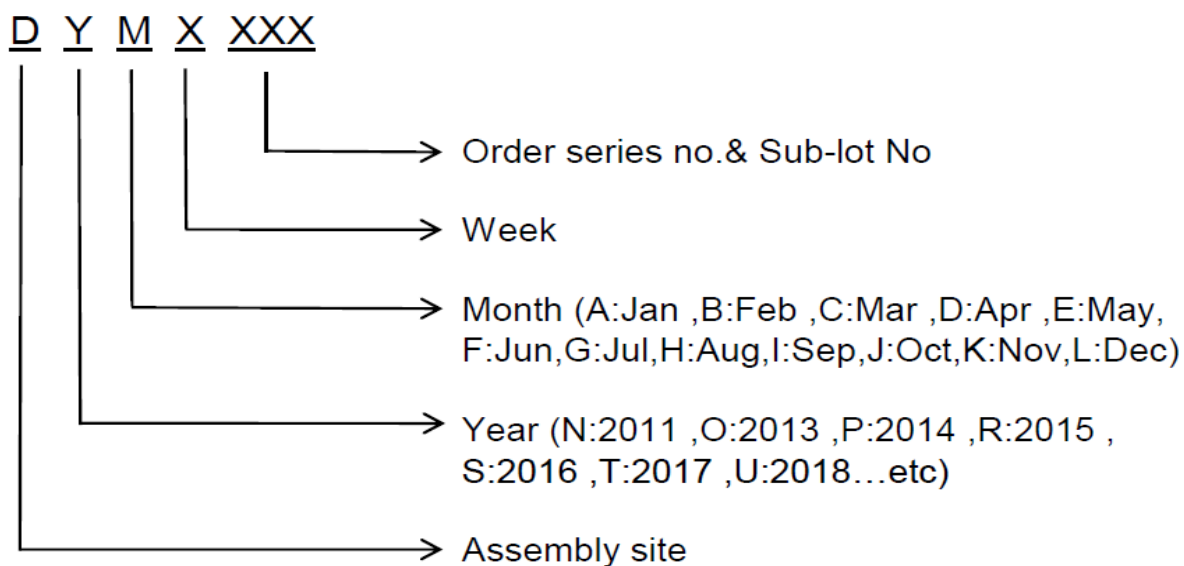 D Y M X XXX
Order series no.& Sub-lot No
Week
Month (A:Jan ,B:Feb ,C:Mar ,D:Apr ,E:May,
F:Jun,G:Jul,H:Aug,I:Sep,J:Oct,K:Nov,L:Dec)
Year (N:2011 ,O:2013 ,P:2014 ,R:2015 ,
S:2016 ,T:2017 ,U:2018…etc)
Assembly site